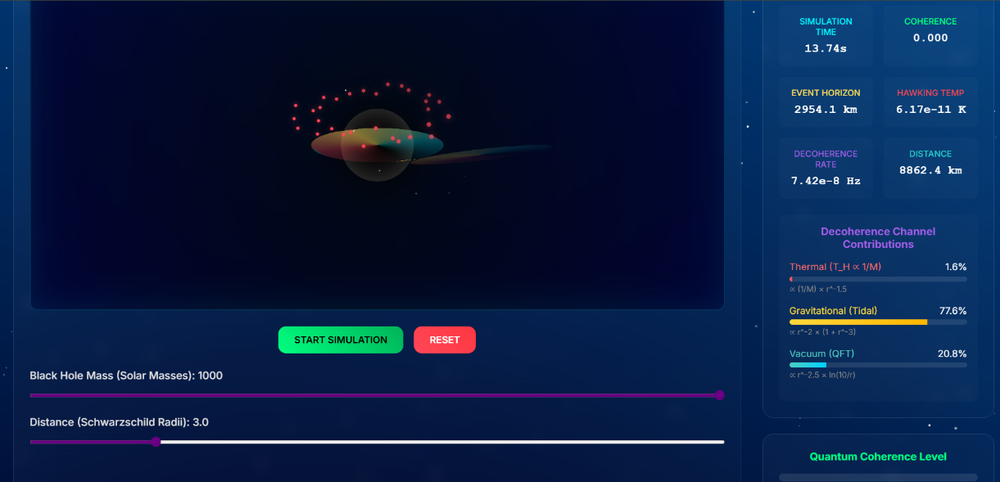 SIMULATION
TIME
13.74s
COHERENCE
0.000
EVENT HORIZON
2954.1 km
HAWKING TEMP
6.17e-11 K
DECOHERENCE
RATE
7.42e-8 Hz
DISTANCE
8862.4 km
Decoherence Channel
Contributions
Thermal (T_H ∝ 1/M) 1.6%
∝ (1/M) × r^-1.5
Gravitational (Tidal) 77.6%
∝ r^-2 × (1 + r^-3)
Vacuum (QFT) 20.8%
∝ r^-2.5 × ln(10/r)
START SIMULATION RESET
Black Hole Mass (Solar Masses): 1000
Distance (Schwarzschild Radii): 3.0
Quantum Coherence Level